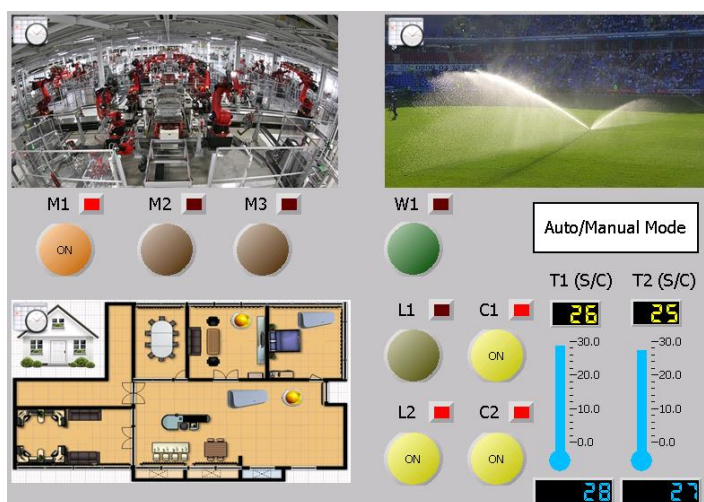 M1
M2
M3
ON
W1
Auto/Manual Mode
L1
C1
ON
L2
C2
ON
ON
T1 (S/C)
T2 (S/C)
26
25
30.0
20.0
10.0
0.0
30.0
20.0
10.0
0.0
28
27